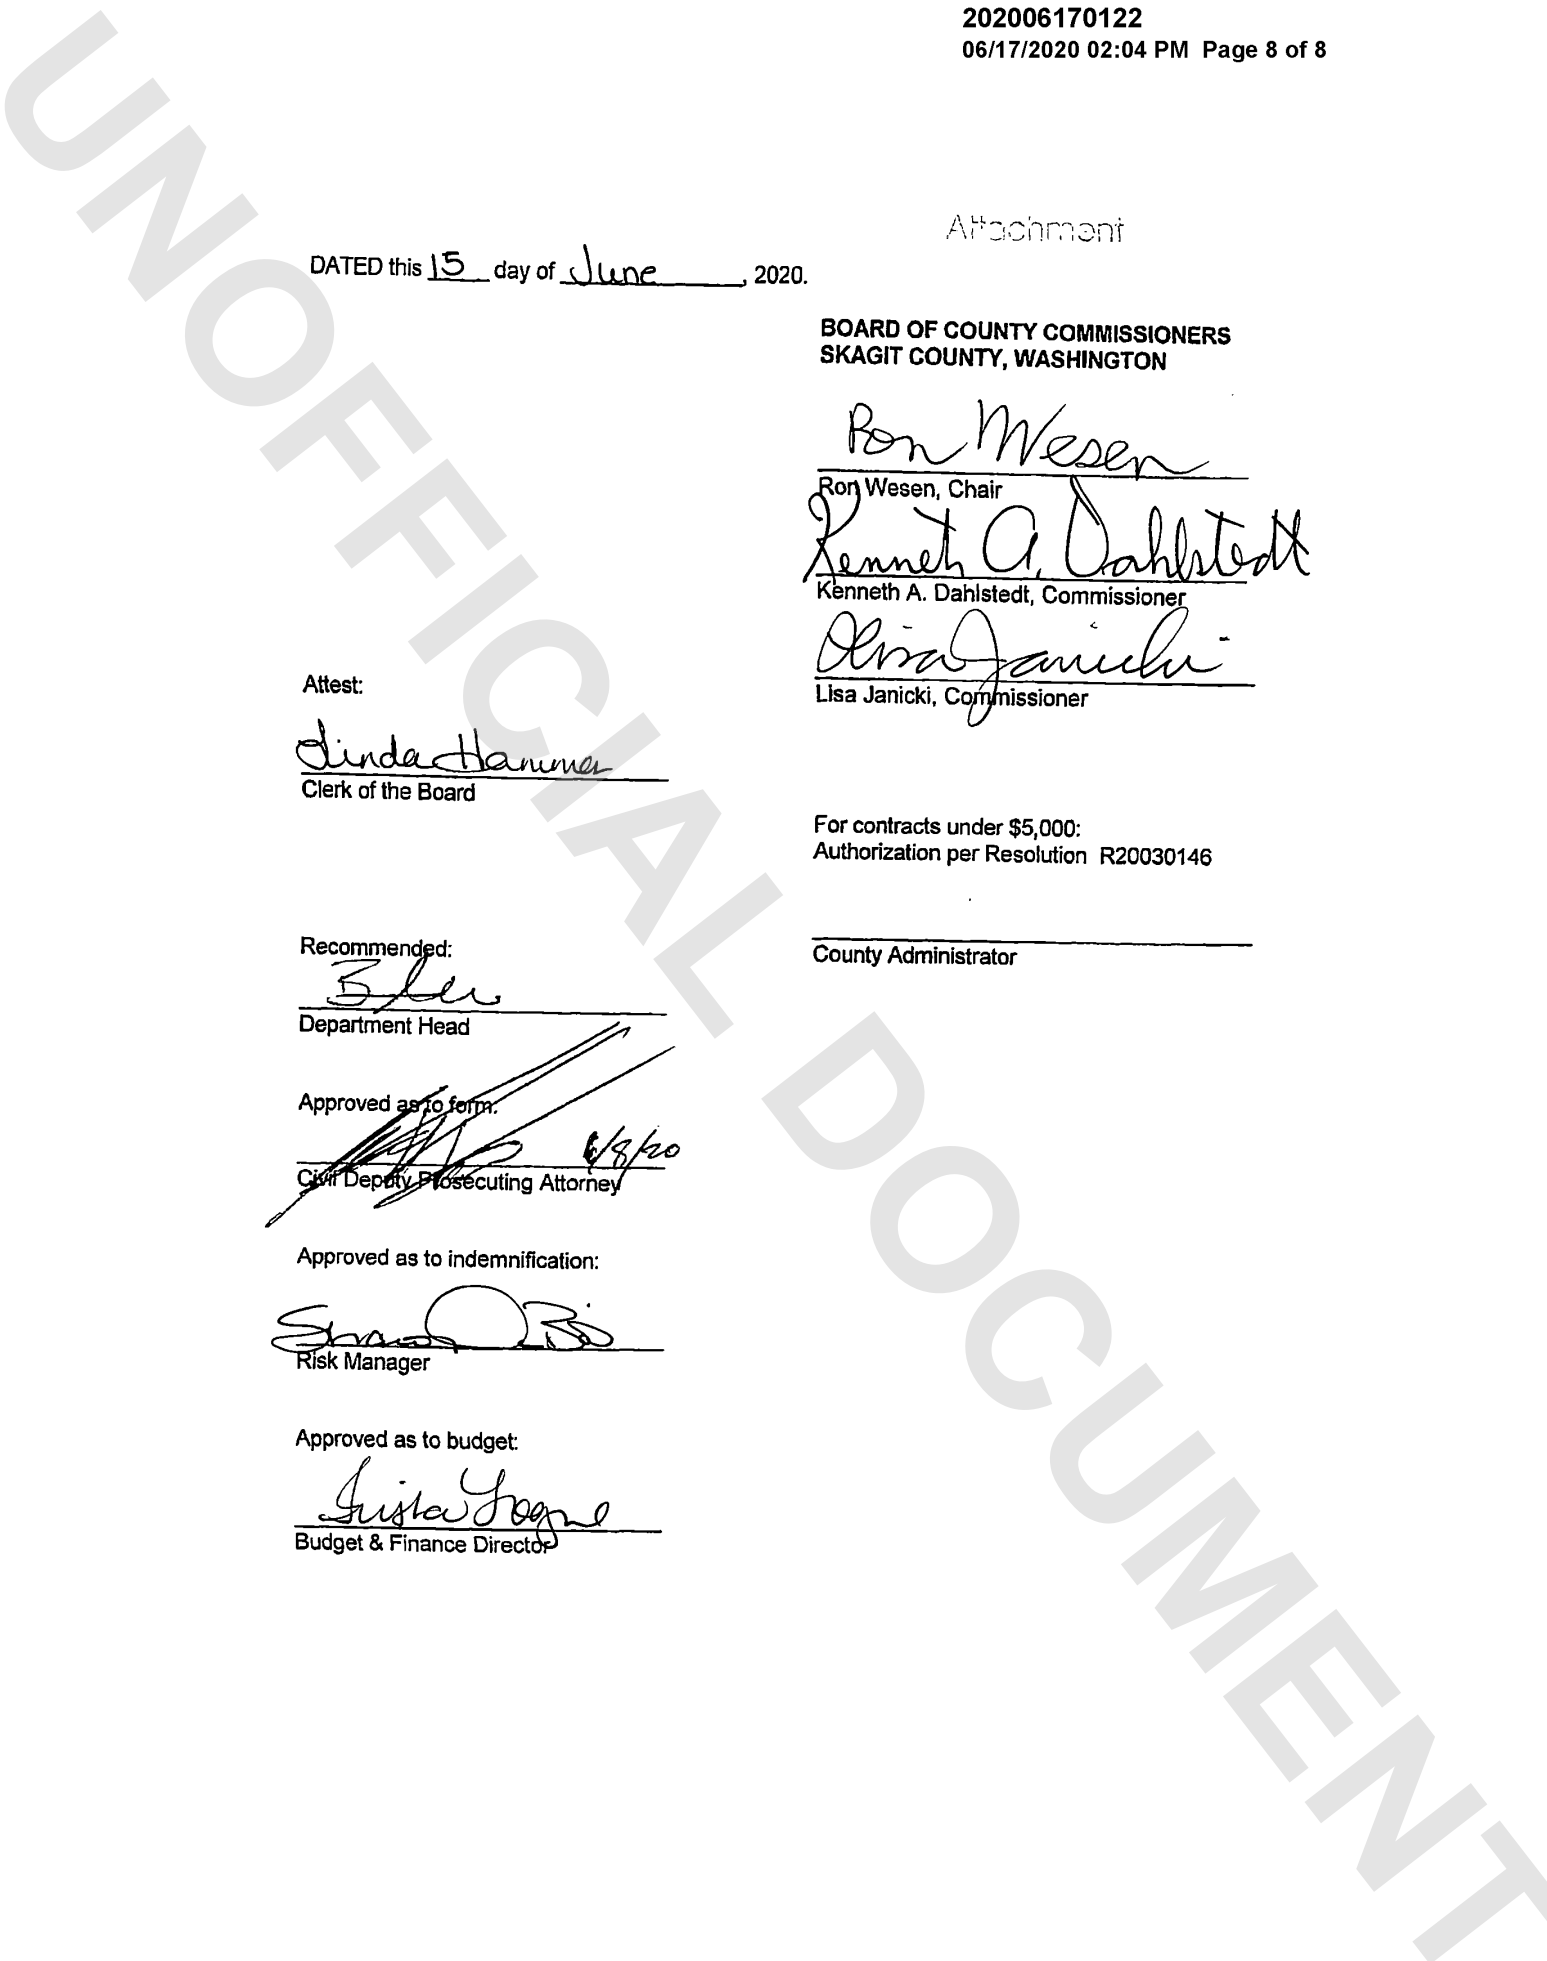 202006170122
06/17/2020 02:04 PM Page 8 of 8
Attachment
DATED this 15 day of June, 2020.
BOARD OF COUNTY COMMISSIONERS
SKAGIT COUNTY, WASHINGTON
Ron Wesen
Ron Wesen, Chair
Kenneth A. Dahlstedt
Kenneth A. Dahlstedt, Commissioner
Lisa Janicki
Lisa Janicki, Commissioner
Attest:
Linda Hammer
Clerk of the Board
For contracts under $5,000:
Authorization per Resolution R20030146
County Administrator
Recommended:
Department Head
Approved as to form:
6/8/20
Civil Deputy Prosecuting Attorney
Approved as to indemnification:
Risk Manager
Approved as to budget:
Budget & Finance Director
UNOFFICIAL DOCUMENT